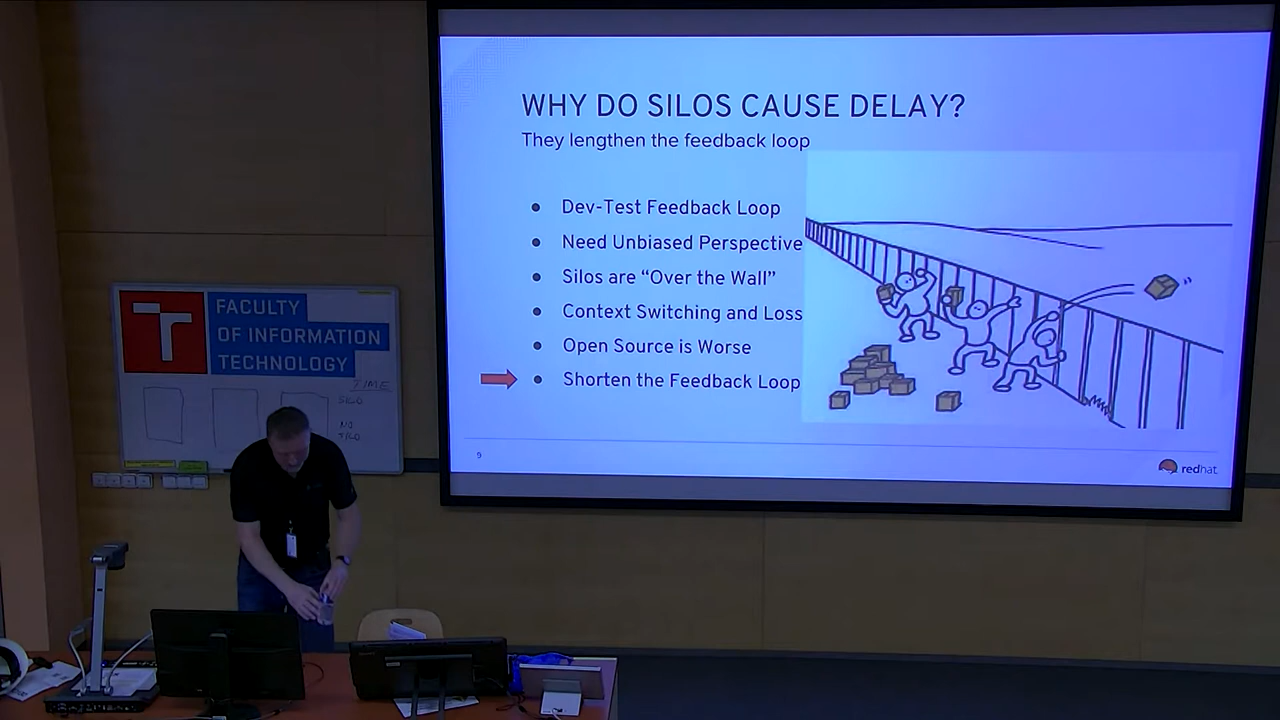 WHY DO SILOS CAUSE DELAY?
They lengthen the feedback loop
• Dev-Test Feedback Loop
• Need Unbiased Perspective
• Silos are “Over the Wall”
• Context Switching and Loss
• Open Source is Worse
• Shorten the Feedback Loop
9
redhat
FACULTY
OF INFORMATION
TECHNOLOGY
TIME
NO